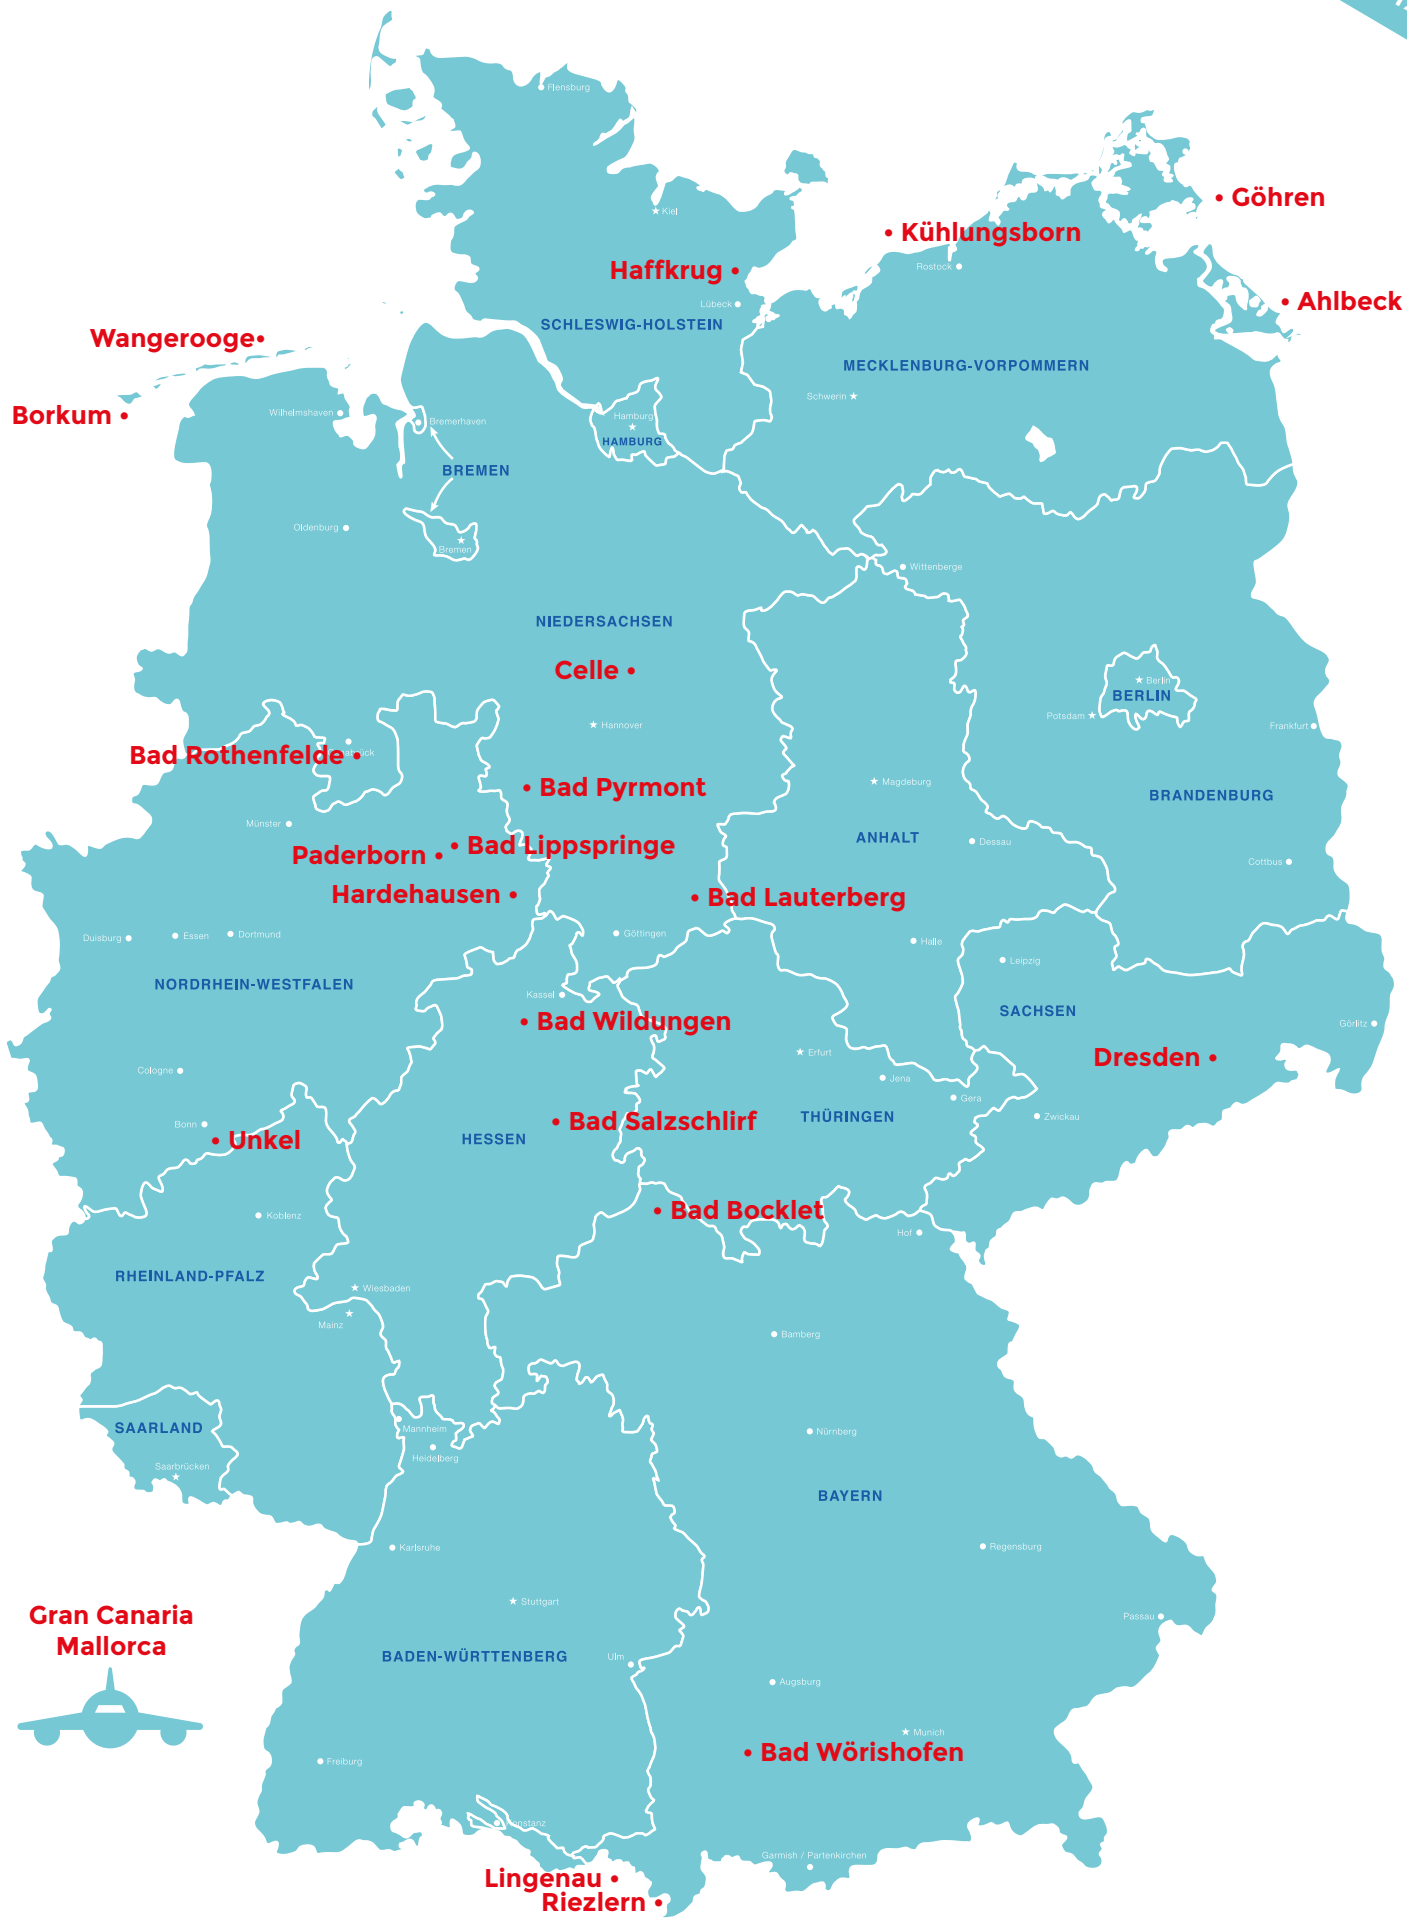 Flensburg
• Göhren
Kiel
• Kühlungsborn
Rostock
Haffkrug •
• Ahlbeck
Lübeck
SCHLESWIG-HOLSTEIN
Wangerooge•
MECKLENBURG-VORPOMMERN
Schwerin
Borkum •
Wilhelmshaven
Bremerhaven
Hamburg
HAMBURG
BREMEN
Oldenburg
Bremen
Wittenberge
NIEDERSACHSEN
Celle •
Berlin
BERLIN
Potsdam
Hannover
Frankfurt
Bad Rothenfelde •
• Bad Pyrmont
Magdeburg
BRANDENBURG
Münster
ANHALT
Dessau
• Bad Lippspringe
Paderborn •
Cottbus
Hardehausen •
• Bad Lauterberg
Duisburg
Essen
Dortmund
Göttingen
Halle
Leipzig
NORDRHEIN-WESTFALEN
Kassel
SACHSEN
• Bad Wildungen
Görlitz
Erfurt
Dresden •
Cologne
Jena
Gera
Bonn
• Bad Salzschlirf
THÜRINGEN
Zwickau
• Unkel
HESSEN
Koblenz
• Bad Bocklet
Hof
RHEINLAND-PFALZ
Wiesbaden
Mainz
Bamberg
SAARLAND
Mannheim
Nürnberg
Heidelberg
Saarbrücken
BAYERN
Karlsruhe
Regensburg
Stuttgart
Gran Canaria
Mallorca
Passau
BADEN-WÜRTTENBERG
Ulm
Augsburg
Munich
• Bad Wörishofen
Freiburg
Konstanz
Garmish / Partenkirchen
Lingenau •
Riezlern •